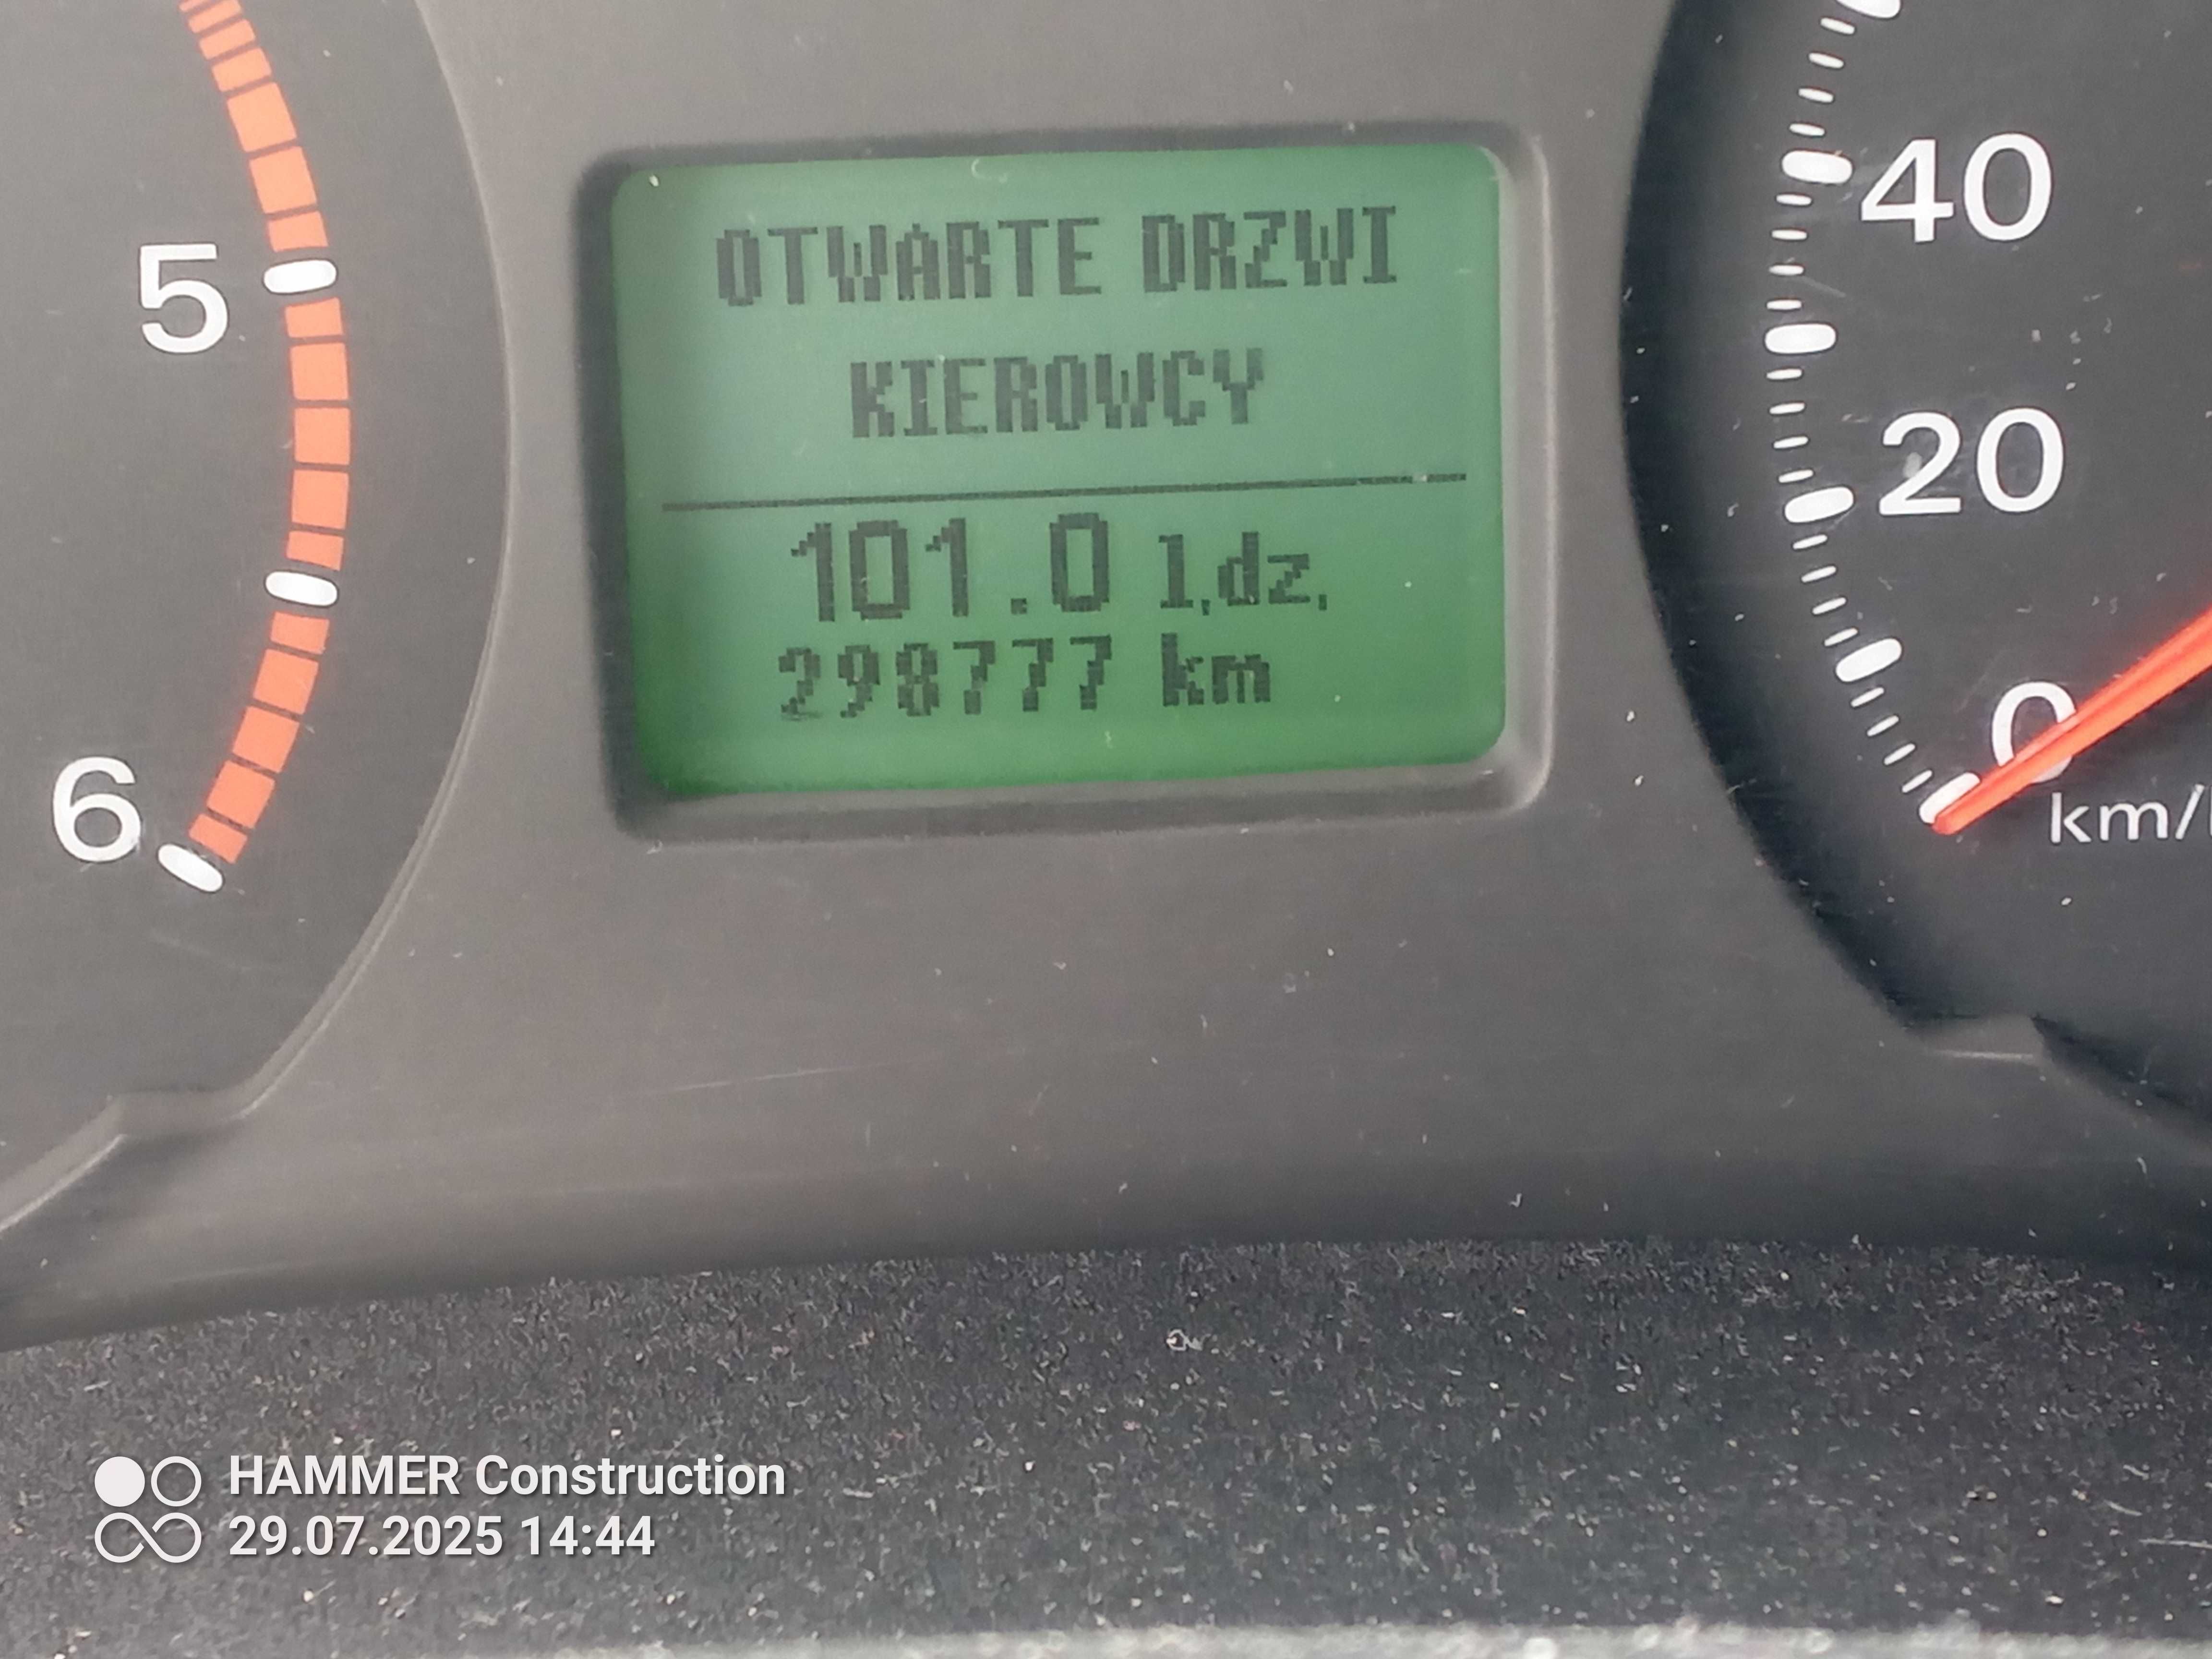 5
6
OTWARTE DRZWI
KIEROWCY
101.0 l.dz.
298777 km
40
20
0
km/
HAMMER Construction
29.07.2025 14:44